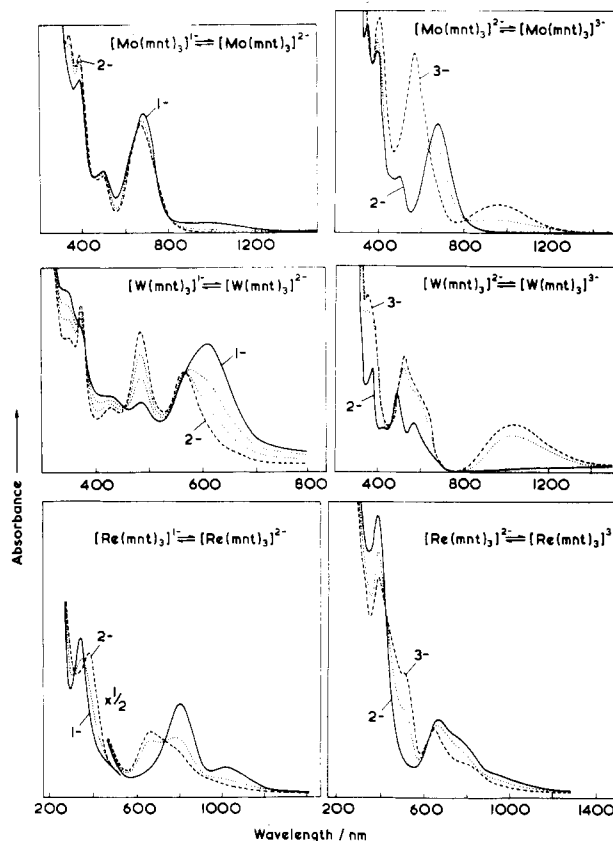 [Mo(mnt)₃]¹⁻⇌[Mo(mnt)₃]²⁻
2-
1-
400 800 1200
[Mo(mnt)₃]²⁻⇌[Mo(mnt)₃]³⁻
3-
2-
400 800 1200
[W(mnt)₃]¹⁻⇌[W(mnt)₃]²⁻
1-
2-
400 600 800
[W(mnt)₃]²⁻⇌[W(mnt)₃]³⁻
3-
2-
400 600 1000 1400
Absorbance
[Re(mnt)₃]¹⁻⇌[Re(mnt)₃]²⁻
2-
x½
1-
200 400 800 1200
[Re(mnt)₃]²⁻⇌[Re(mnt)₃]³
3-
2-
200 600 1000 1400
Wavelength / nm